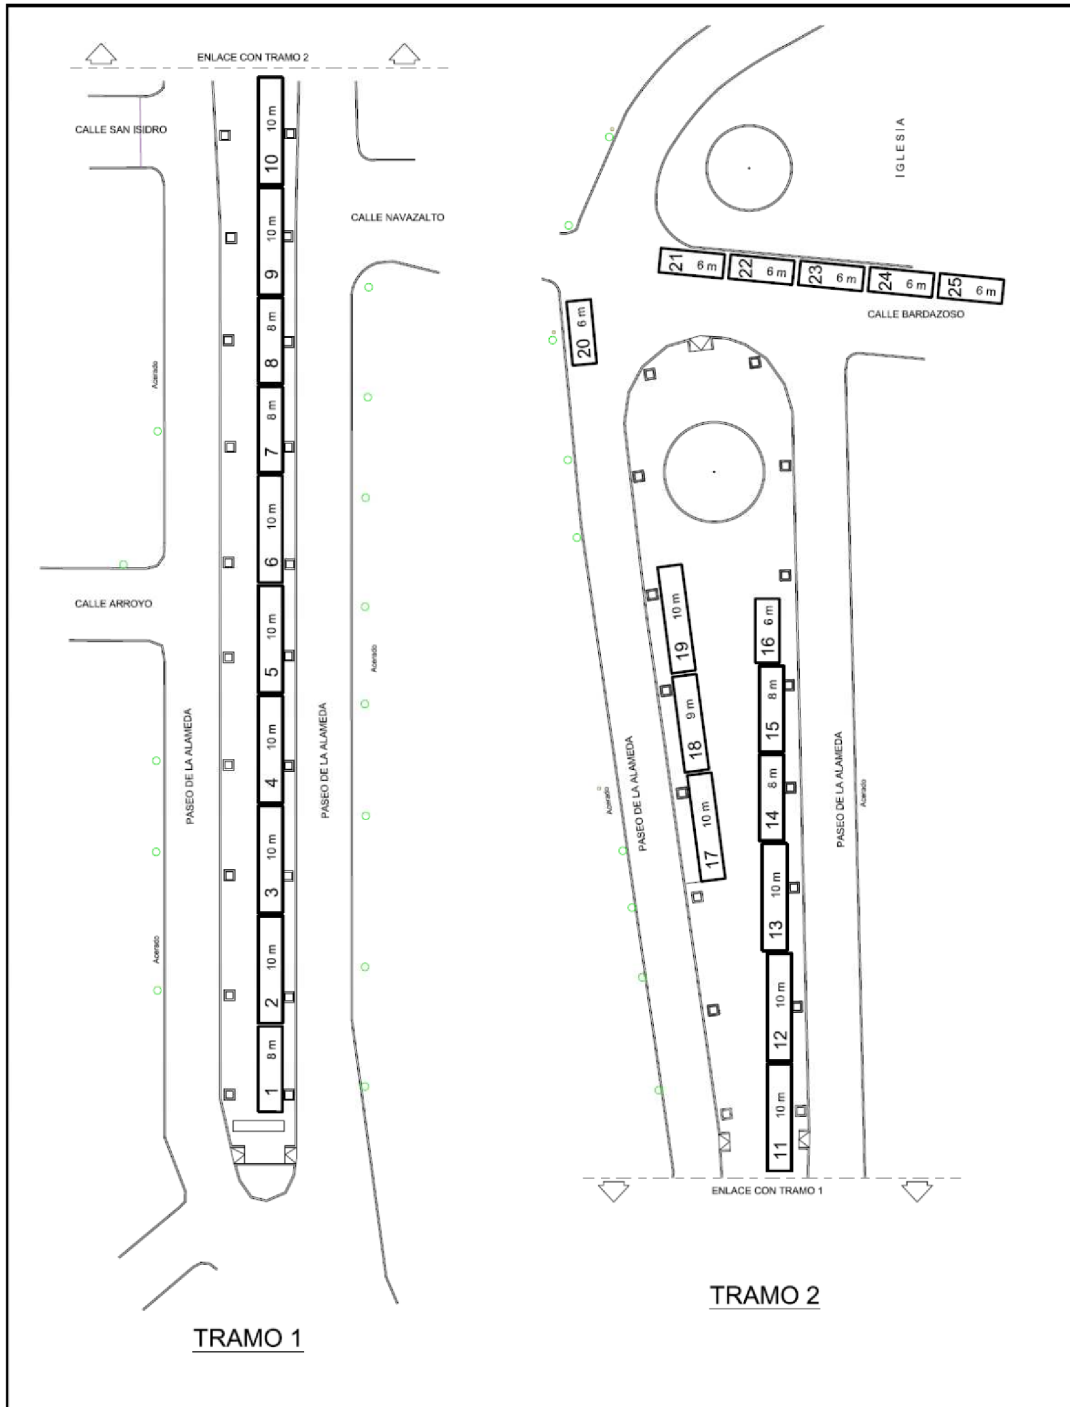 ENLACE CON TRAMO 2
CALLE SAN ISIDRO
CALLE NAVAZALTO
CALLE ARROYO
Acerado
Acerado
Acerado
PASEO DE LA ALAMEDA
PASEO DE LA ALAMEDA
10 10 m
9 10 m
8 8 m
7 8 m
6 10 m
5 10 m
4 10 m
3 10 m
2 10 m
1 8 m
TRAMO 1
IGLESIA
21 6 m
22 6 m
23 6 m
24 6 m
25 6 m
CALLE BARDAZOSO
20 6 m
19 10 m
18 9 m
17 10 m
16 6 m
15 8 m
14 8 m
13 10 m
12 10 m
11 10 m
Acerado
PASEO DE LA ALAMEDA
PASEO DE LA ALAMEDA
Acerado
ENLACE CON TRAMO 1
TRAMO 2